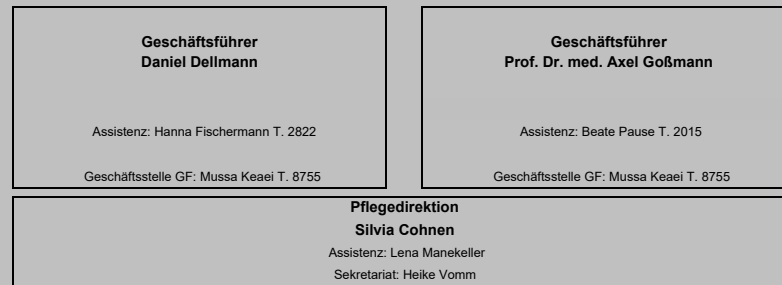 Geschäftsführer
Daniel Dellmann
Assistenz: Hanna Fischermann T. 2822
Geschäftsstelle GF: Mussa Keaei T. 8755
Geschäftsführer
Prof. Dr. med. Axel Goßmann
Assistenz: Beate Pause T. 2015
Geschäftsstelle GF: Mussa Keaei T. 8755
Pflegedirektion
Silvia Cohnen
Assistenz: Lena Manekeller
Sekretariat: Heike Vomm